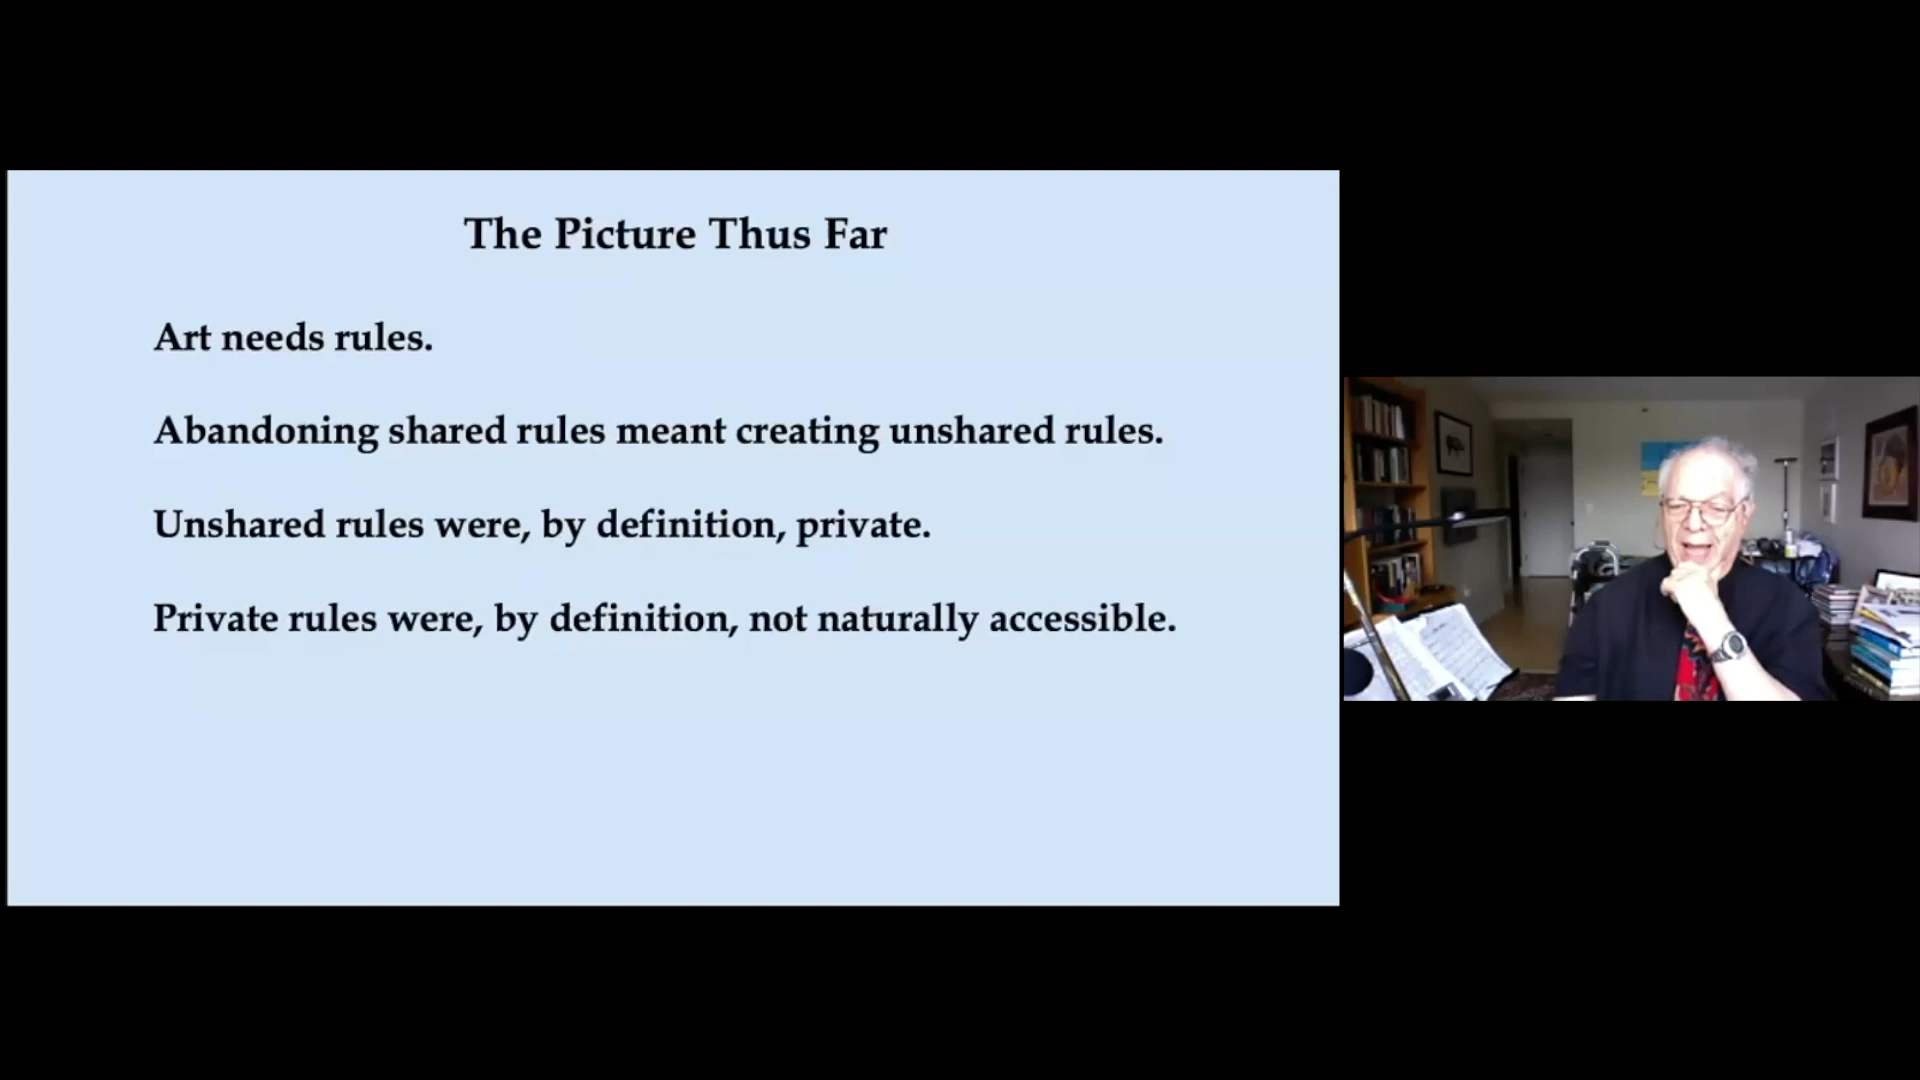 The Picture Thus Far
Art needs rules.
Abandoning shared rules meant creating unshared rules.
Unshared rules were, by definition, private.
Private rules were, by definition, not naturally accessible.